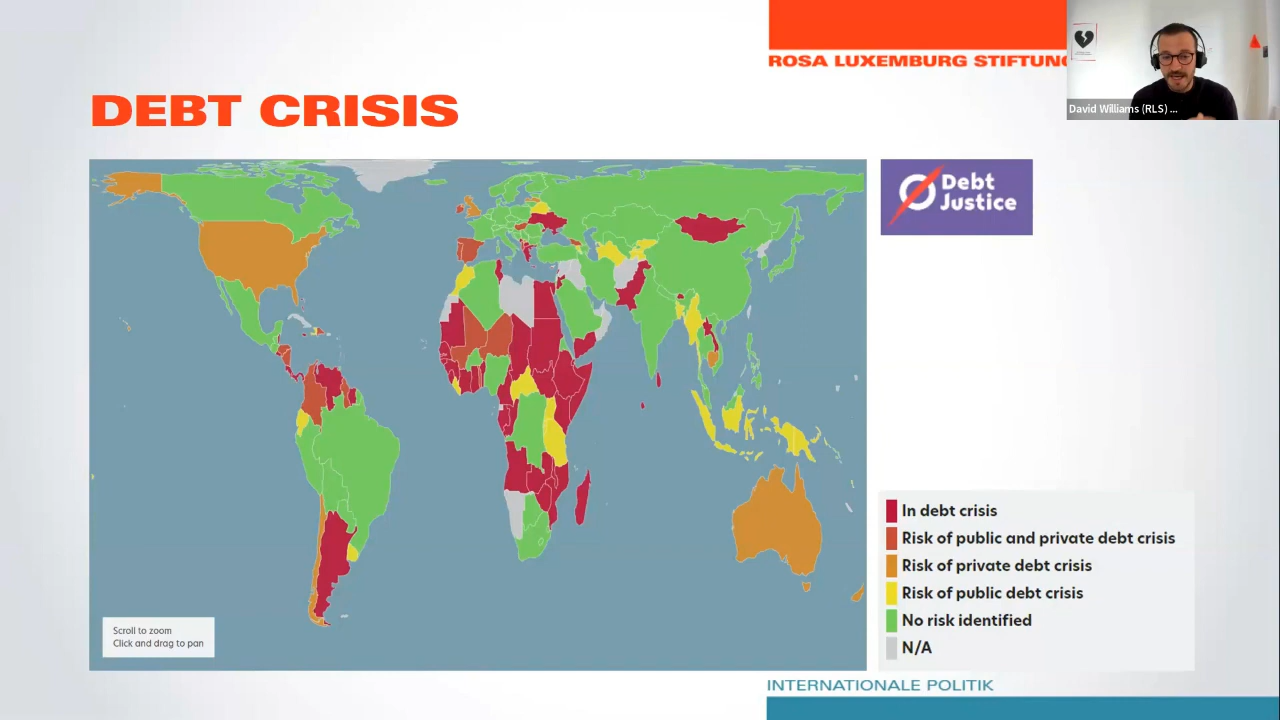 ROSA LUXEMBURG STIFTUNG
David Williams (RLS) ...
DEBT CRISIS
Debt
Justice
In debt crisis
Risk of public and private debt crisis
Risk of private debt crisis
Risk of public debt crisis
No risk identified
N/A
Scroll to zoom
Click and drag to pan
INTERNATIONALE POLITIK